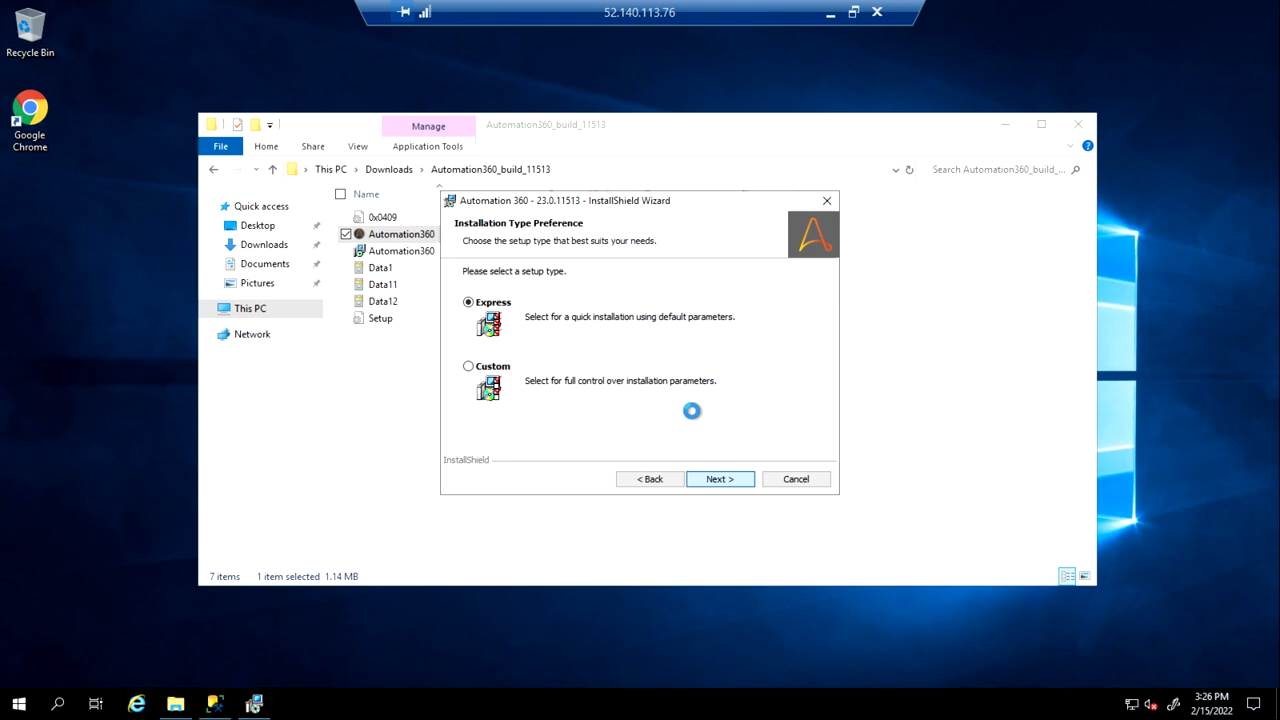 52.140.113.76
Recycle Bin
Google
Chrome
Manage
Automation360_build_11513
File
Home
Share
View
Application Tools
This PC
Downloads
Automation360_build_11513
Search Automation360_build_...
Name
Quick access
Desktop
Downloads
Documents
Pictures
This PC
Network
0x0409
Automation360
Automation360
Data1
Data11
Data12
Setup
Automation 360 - 23.0.11513 - InstallShield Wizard
Installation Type Preference
Choose the setup type that best suits your needs.
Please select a setup type.
Express
Select for a quick installation using default parameters.
Custom
Select for full control over installation parameters.
InstallShield
< Back
Next >
Cancel
7 items
1 item selected 1.14 MB
3:26 PM
2/15/2022